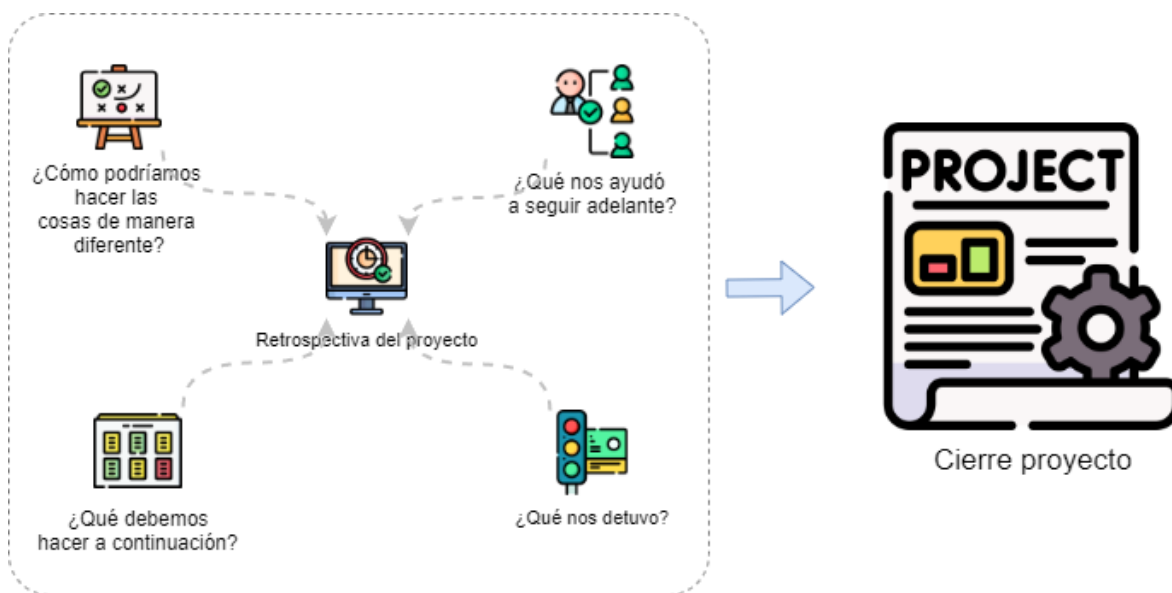 ¿Cómo podríamos
hacer las
cosas de manera
diferente?
¿Qué nos ayudó
a seguir adelante?
Retrospectiva del proyecto
¿Qué debemos
hacer a continuación?
¿Qué nos detuvo?
PROJECT
Cierre proyecto